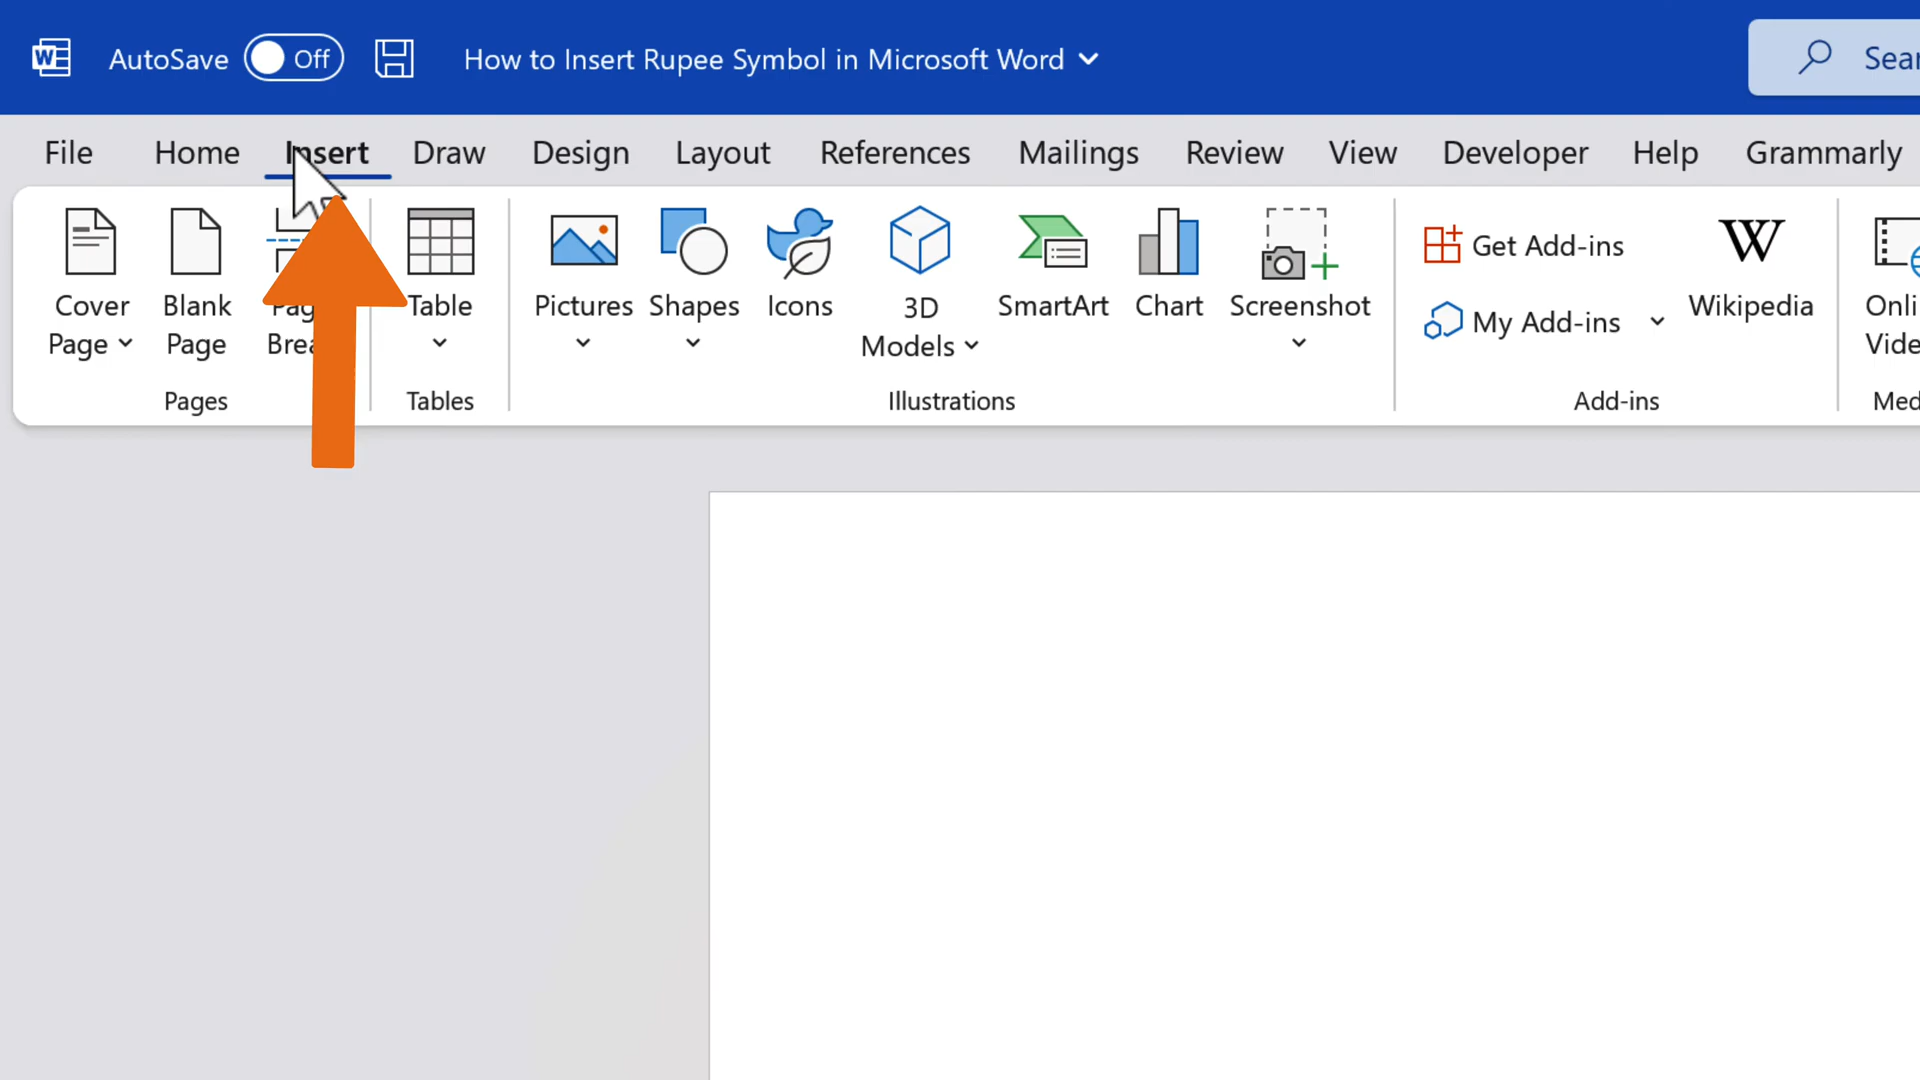 AutoSave Off How to Insert Rupee Symbol in Microsoft Word
File Home Insert Draw Design Layout References Mailings Review View Developer Help Grammarly
Cover Page
Blank Page
Table
Pictures
Shapes
Icons
3D Models
SmartArt
Chart
Screenshot
Get Add-ins
My Add-ins
W
Wikipedia
Pages Tables Illustrations Add-ins